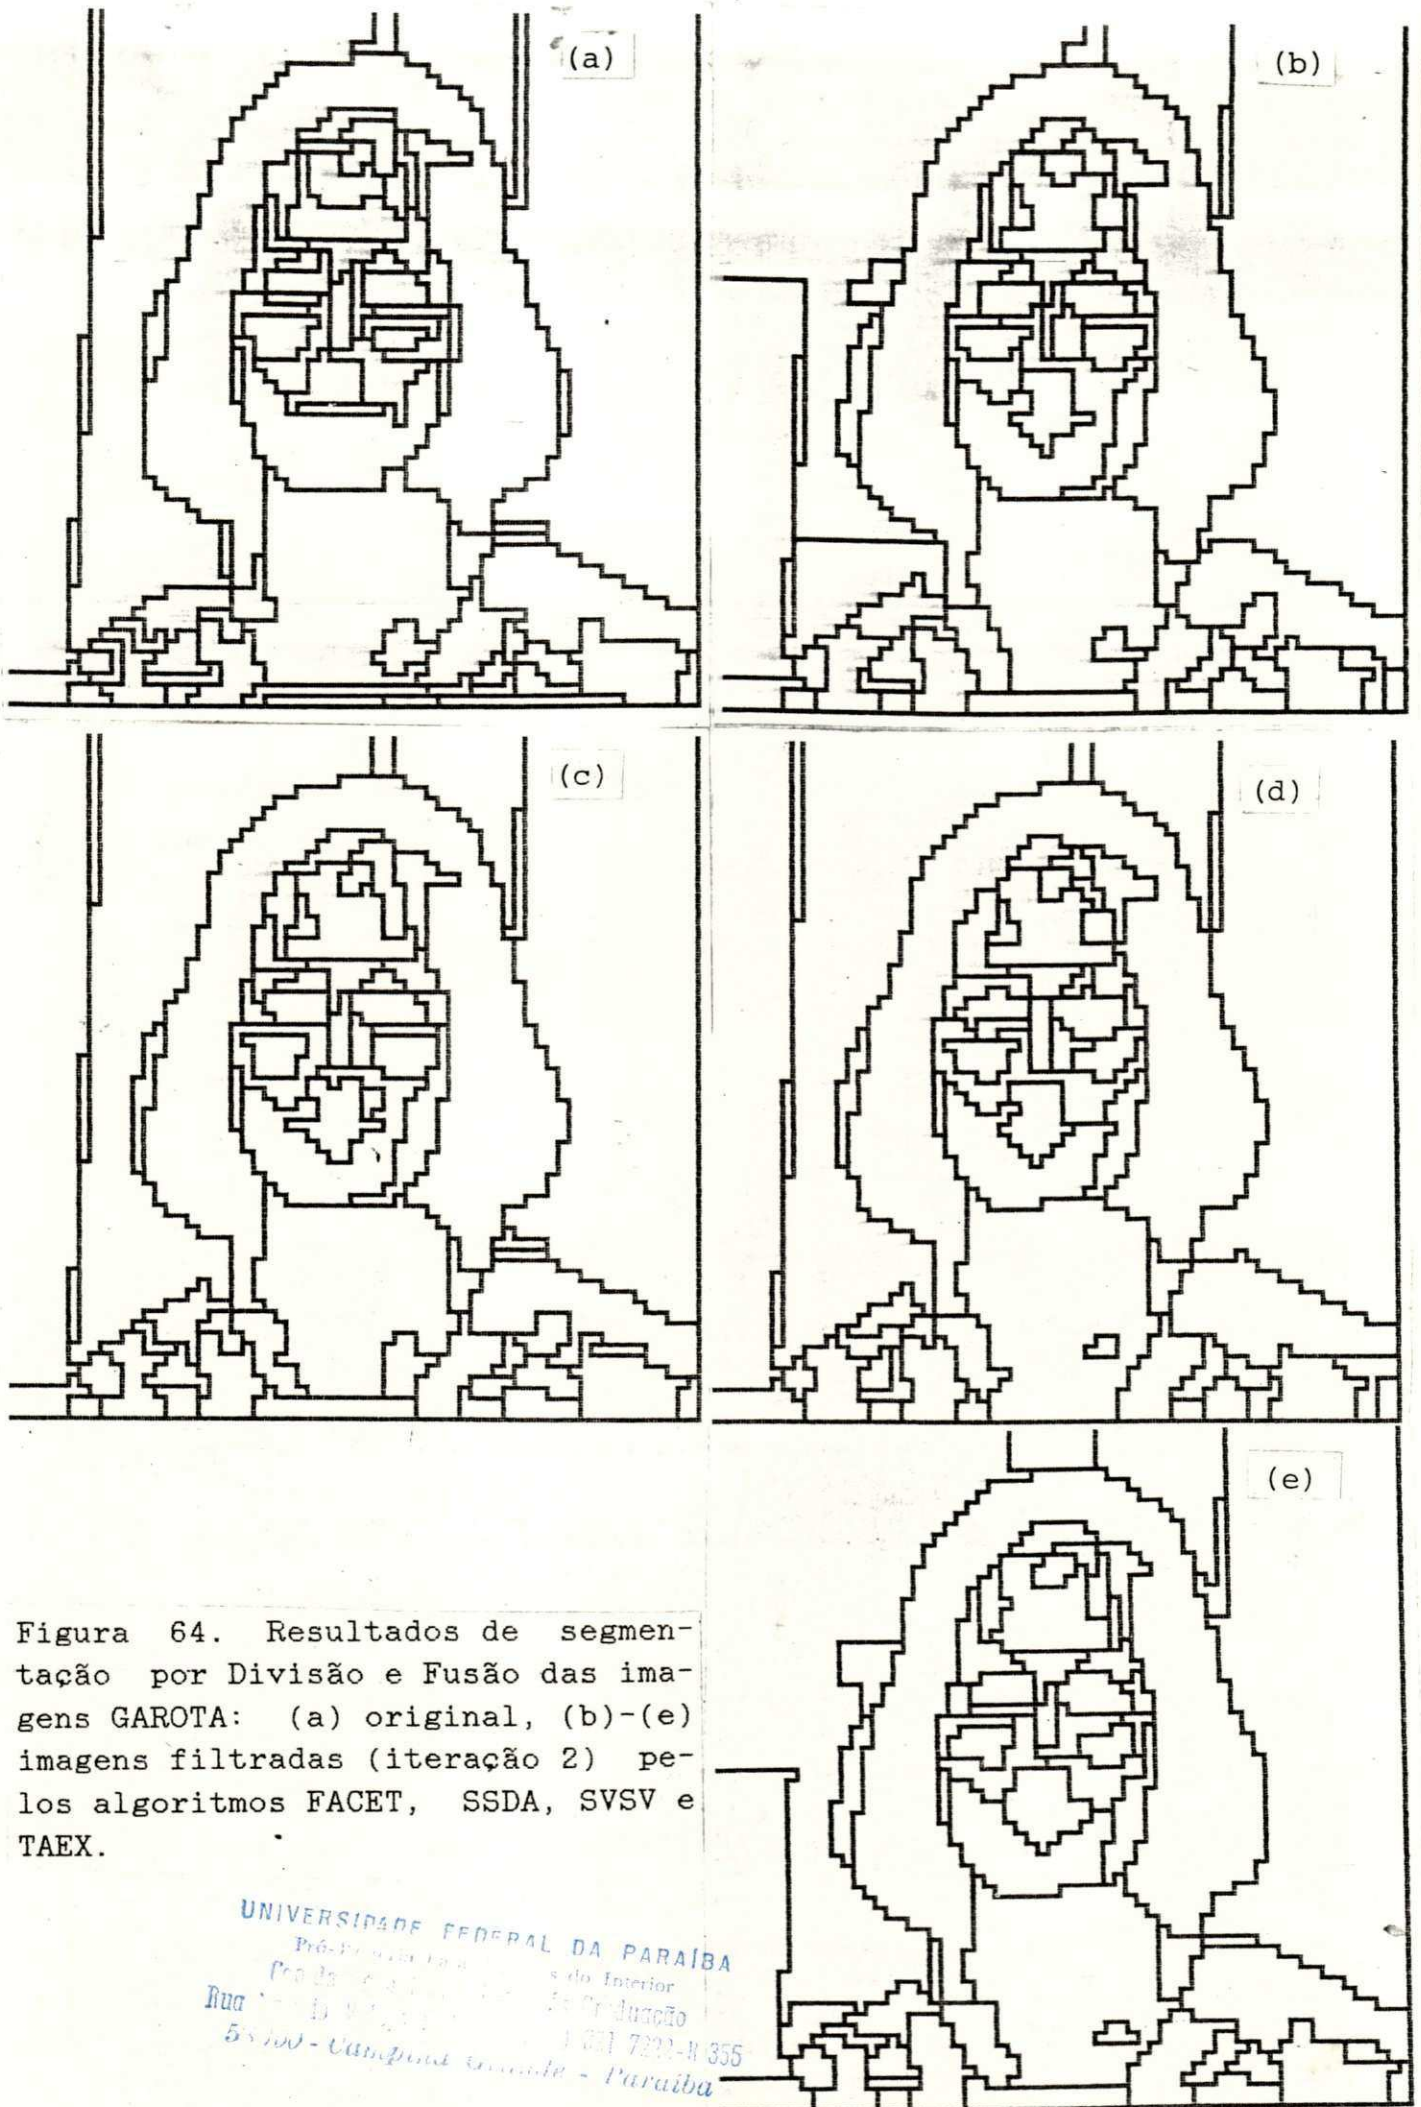 (a)
(b)
(c)
(d)
(e)
Figura 64. Resultados de segmen-
tação por Divisão e Fusão das ima-
gens GAROTA: (a) original, (b)-(e)
imagens filtradas (iteração 2) pe-
los algoritmos FACET, SSDA, SVSV e
TAEX.
UNIVERSIDADE FEDERAL DA PARAÍBA
do Interior
Rua
Campina - Paraíba